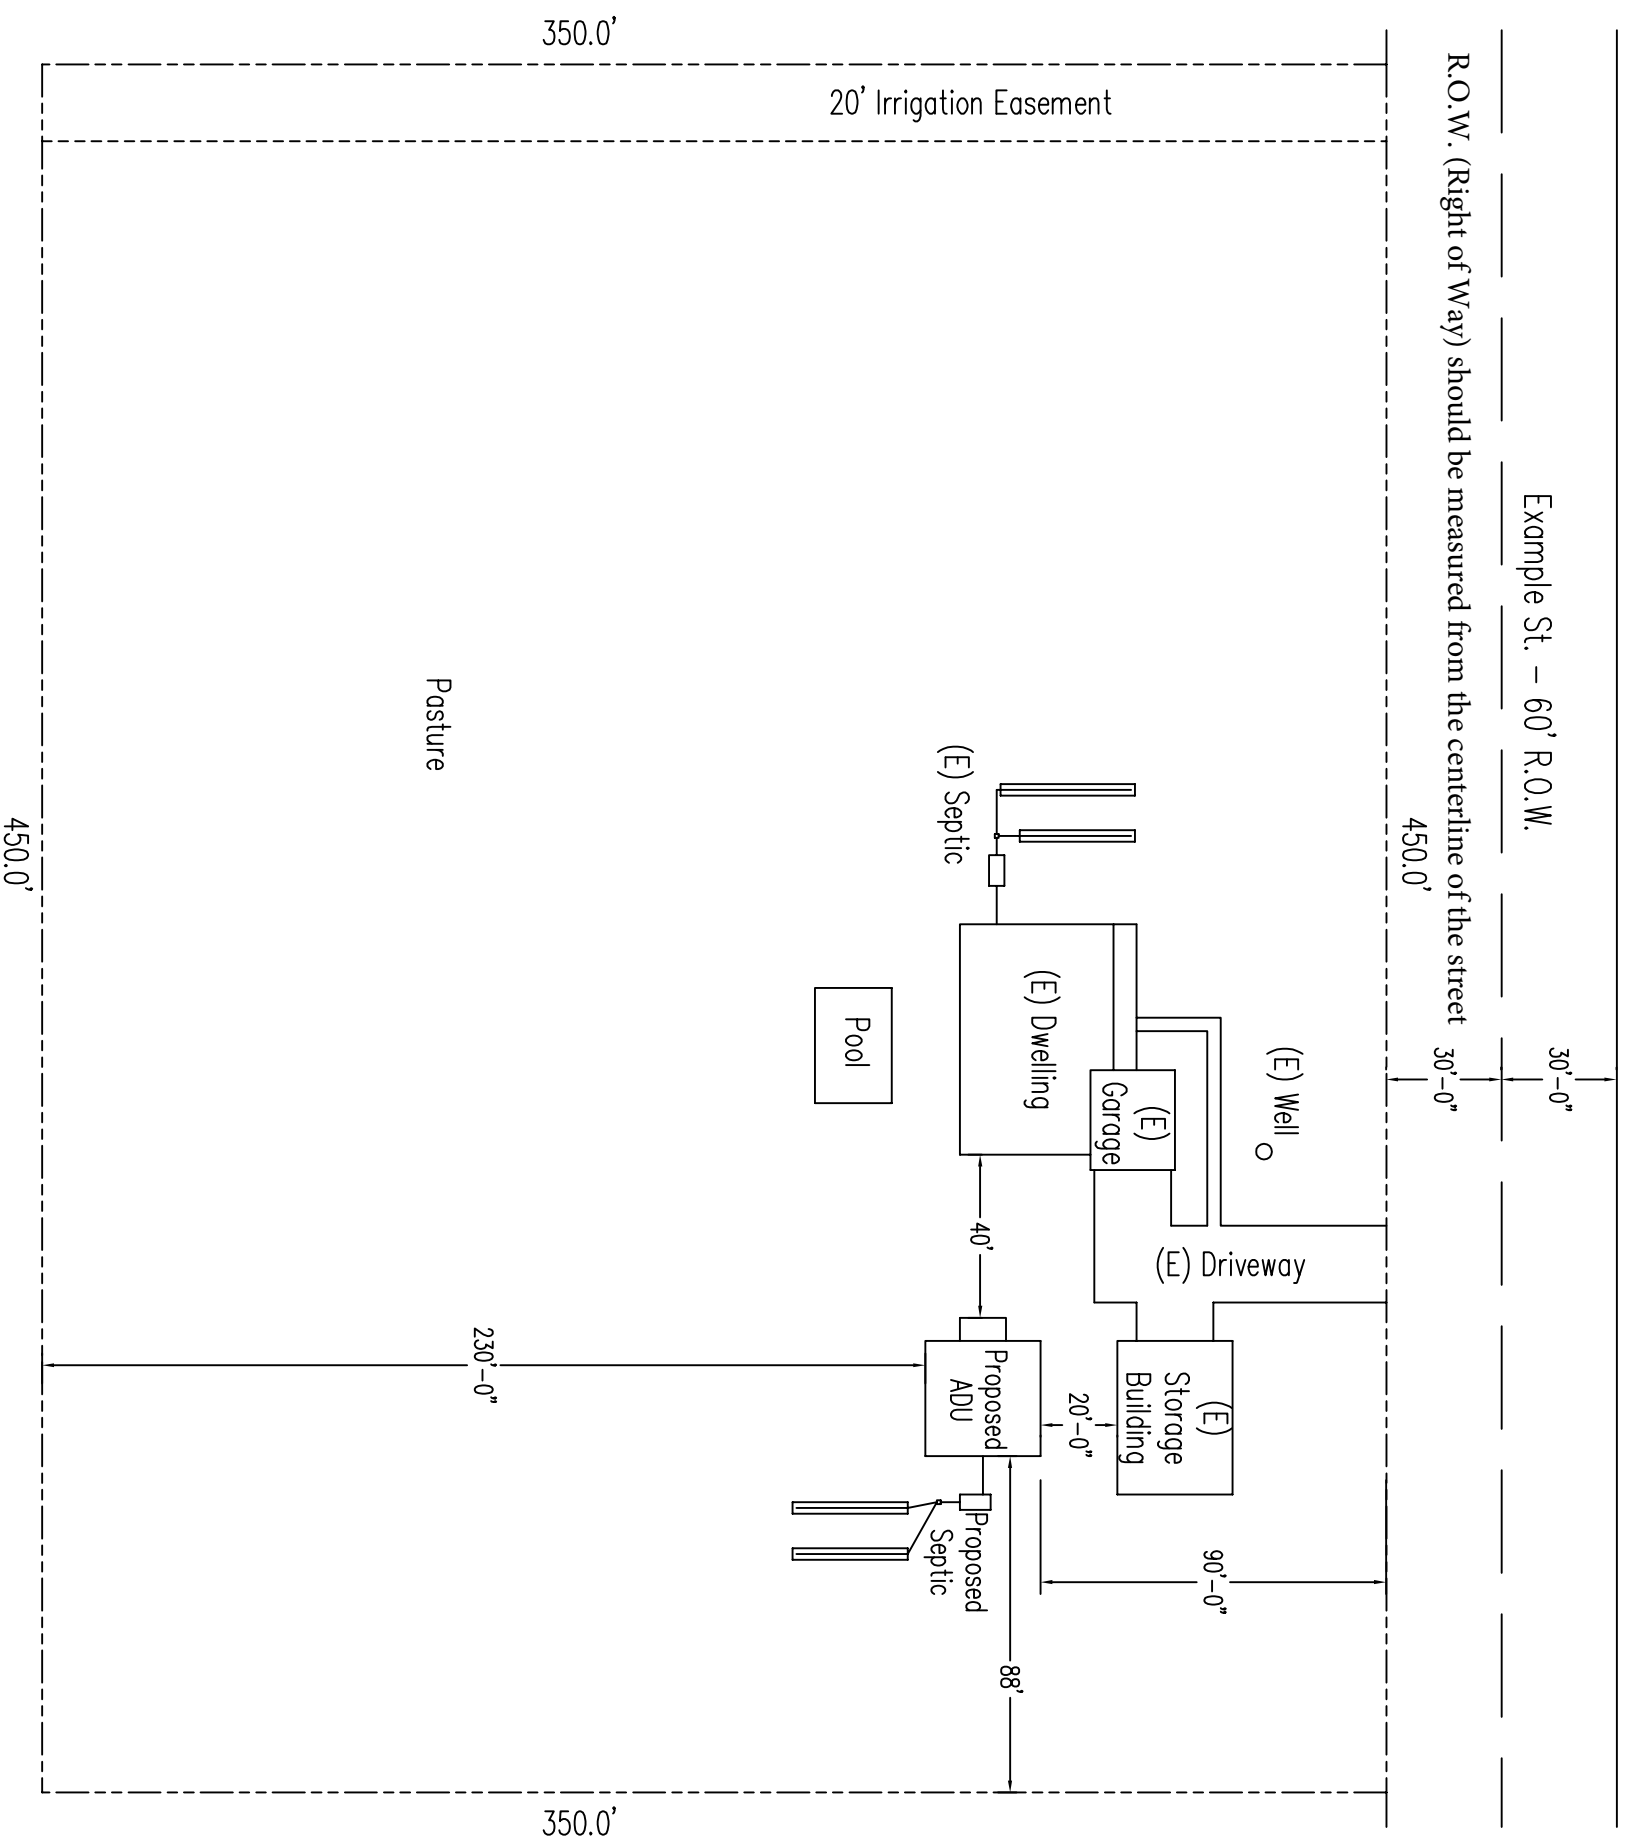 350.0'
20' Irrigation Easement
R.O.W. (Right of Way) should be measured from the centerline of the street
Example St. – 60' R.O.W.
450.0'
30'-0"
30'-0"
(E) Well
(E) Septic
Pasture
450.0'
(E) Dwelling
(E)
Garage
Pool
40'
(E) Driveway
(E)
Storage
Building
20'-0"
Proposed
ADU
230'-0"
Proposed
Septic
90'-0"
88'
350.0'